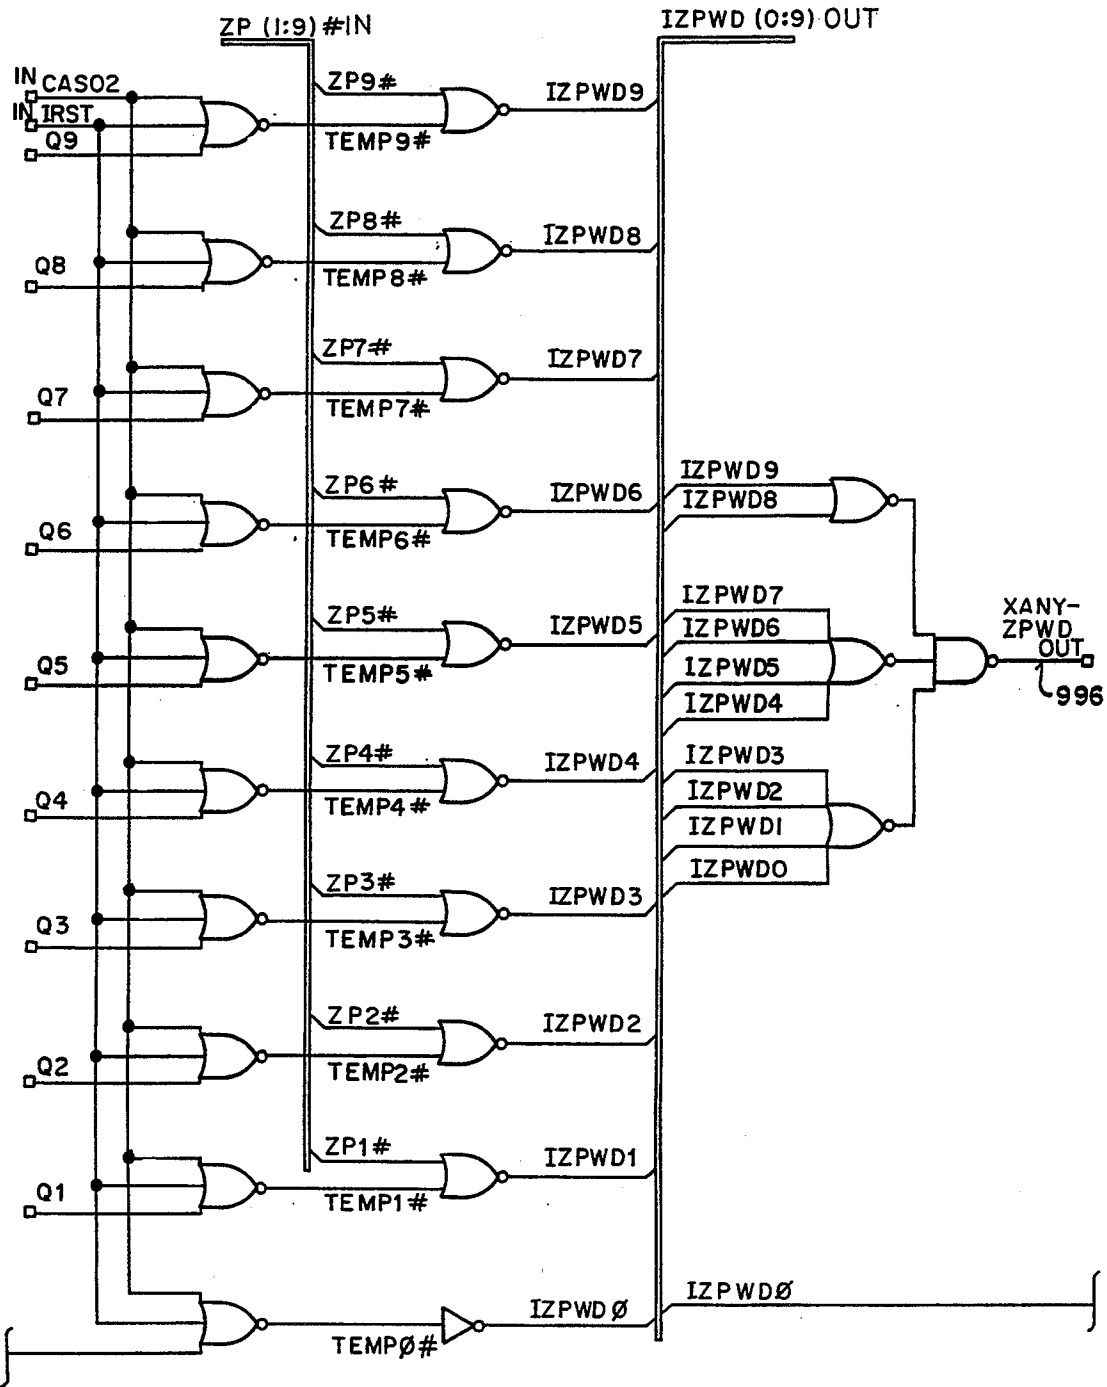 ZP (1:9) #IN
IZPWD (0:9) OUT
IN CAS02
IN IRST
Q9
ZP9#
TEMP9#
IZPWD9
Q8
ZP8#
TEMP8#
IZPWD8
Q7
ZP7#
TEMP7#
IZPWD7
Q6
ZP6#
TEMP6#
IZPWD6
Q5
ZP5#
TEMP5#
IZPWD5
Q4
ZP4#
TEMP4#
IZPWD4
Q3
ZP3#
TEMP3#
IZPWD3
Q2
ZP2#
TEMP2#
IZPWD2
Q1
ZP1#
TEMP1#
IZPWD1
TEMPØ#
IZPWDØ
IZPWD9
IZPWD8
IZPWD7
IZPWD6
IZPWD5
IZPWD4
IZPWD3
IZPWD2
IZPWD1
IZPWD0
XANY-
ZPWD
OUT
996
IZPWDØ